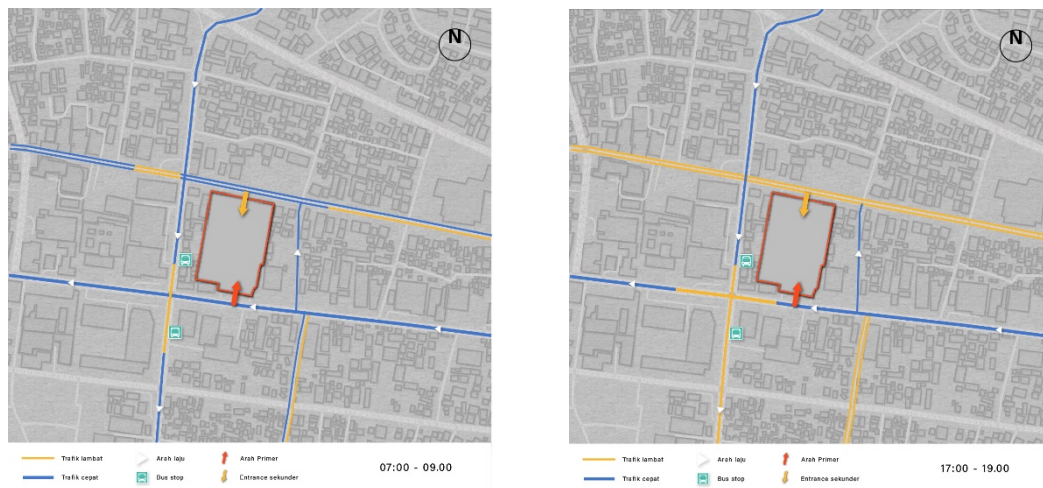 N
N
Trafik lambat
Arah laju
Arah Primer
07:00 - 09.00
Trafik cepat
Bus stop
Entrance sekunder
Trafik lambat
Arah laju
Arah Primer
17:00 - 19.00
Trafik cepat
Bus stop
Entrance sekunder